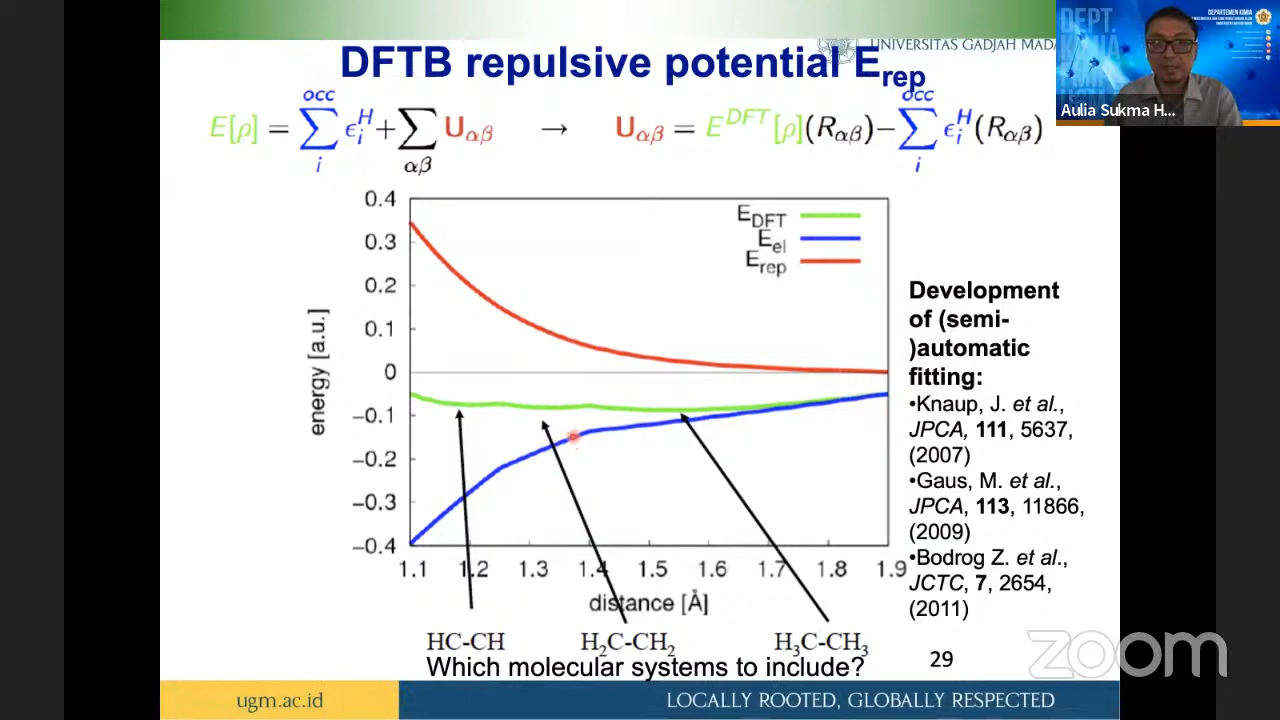 DEPARTEMEN KIMIA
DEPT.
Aulia Sukma H...
UNIVERSITAS GADJAH MADA
DFTB repulsive potential E_rep
E[ρ] = ∑_i^occ ϵ_i^H + ∑_αβ U_αβ → U_αβ = E^DFT[ρ](R_αβ) − ∑_i^occ ϵ_i^H(R_αβ)
E_DFT
E_el
E_rep
0.4
0.3
0.2
0.1
0
−0.1
−0.2
−0.3
−0.4
energy [a.u.]
1.1 1.2 1.3 1.4 1.5 1.6 1.7 1.8 1.9
distance [Å]
HC-CH H₂C-CH₂ H₃C-CH₃
Which molecular systems to include?
Development
of (semi-
)automatic
fitting:
•Knaup, J. et al.,
JPCA, 111, 5637,
(2007)
•Gaus, M. et al.,
JPCA, 113, 11866,
(2009)
•Bodrog Z. et al.,
JCTC, 7, 2654,
(2011)
29
zoom
ugm.ac.id
LOCALLY ROOTED, GLOBALLY RESPECTED